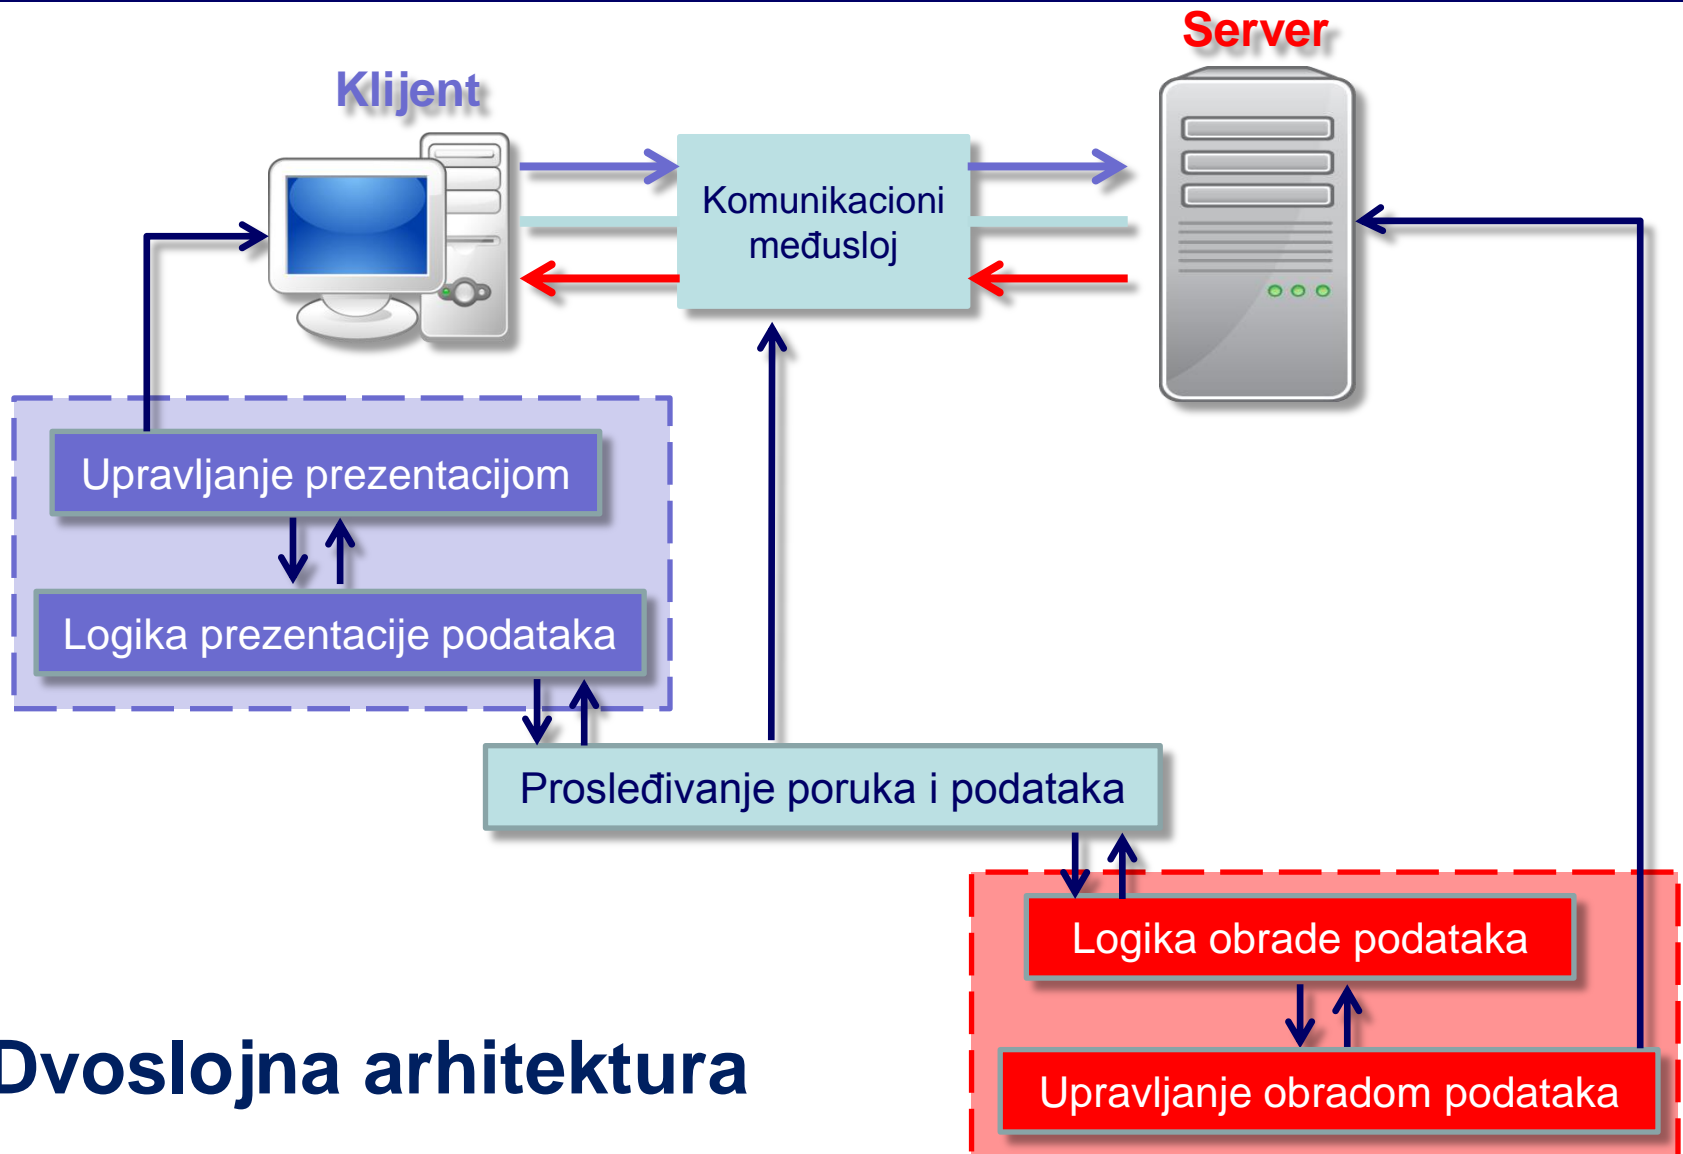 Server
Klijent
Komunikacioni
međusloj
Upravljanje prezentacijom
Logika prezentacije podataka
Prosleđivanje poruka i podataka
Logika obrade podataka
Upravljanje obradom podataka
Dvoslojna arhitektura